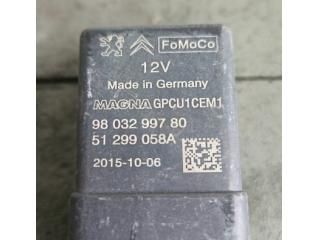 FoMoCo
12V
Made in Germany
MAGNA GPCU1CEM1
98 032 997 80
51 299 058A
2015-10-06